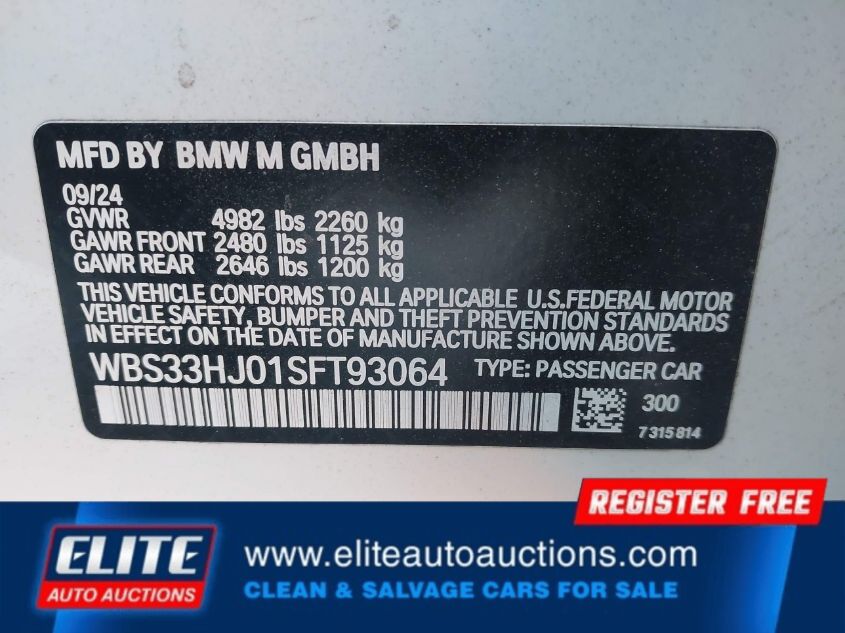 MFD BY BMW M GMBH
09/24
GVWR 4982 lbs 2260 kg
GAWR FRONT 2480 lbs 1125 kg
GAWR REAR 2646 lbs 1200 kg
THIS VEHICLE CONFORMS TO ALL APPLICABLE U.S.FEDERAL MOTOR
VEHICLE SAFETY, BUMPER AND THEFT PREVENTION STANDARDS
IN EFFECT ON THE DATE OF MANUFACTURE SHOWN ABOVE.
WBS33HJ01SFT93064 TYPE: PASSENGER CAR
300
7315814
REGISTER FREE
ELITE
AUTO AUCTIONS
www.eliteautoauctions.com
CLEAN & SALVAGE CARS FOR SALE